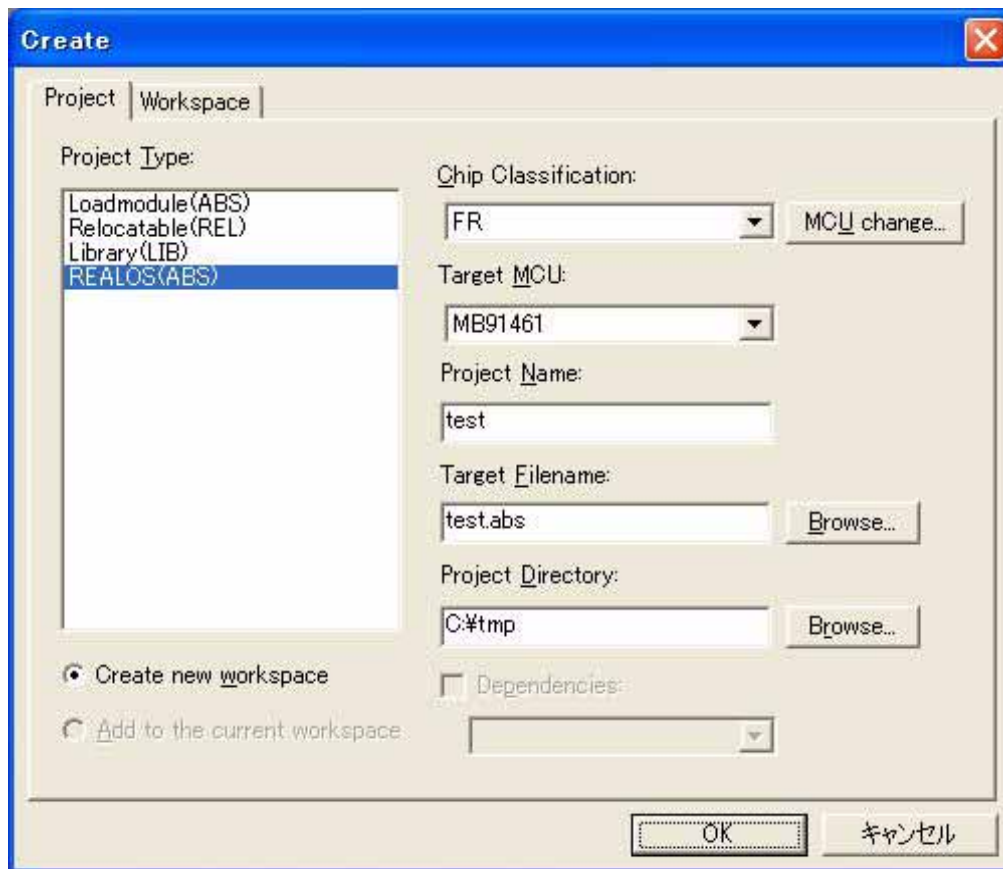 Create
Project
Workspace
Project Type:
Loadmodule(ABS)
Relocatable(REL)
Library(LIB)
REALOS(ABS)
Create new workspace
Add to the current workspace
Chip Classification:
FR
MCU change...
Target MCU:
MB91461
Project Name:
test
Target Filename:
test.abs
Browse...
Project Directory:
C:¥tmp
Browse...
Dependencies:
OK
キャンセル